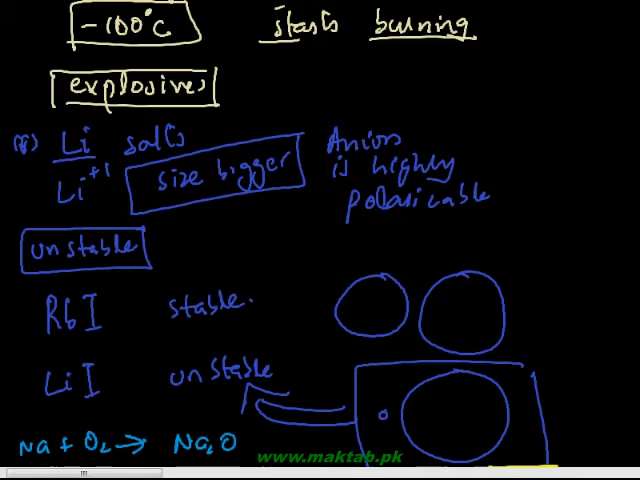 -100°C starts burning
explosives
Li salts
Li+1 size bigger
Anion
is highly
polarizable
unstable
RbI stable.
LiI unstable
Na + O2 → Na2O
www.maktab.pk